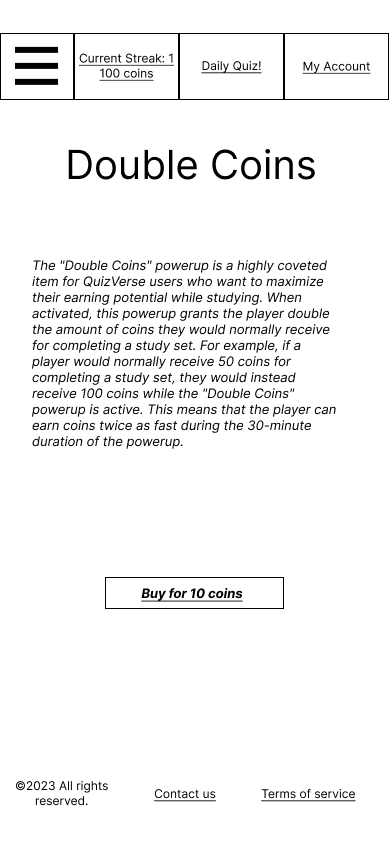 Current Streak: 1
100 coins
Daily Quiz!
My Account
Double Coins
The "Double Coins" powerup is a highly coveted
item for QuizVerse users who want to maximize
their earning potential while studying. When
activated, this powerup grants the player double
the amount of coins they would normally receive
for completing a study set. For example, if a
player would normally receive 50 coins for
completing a study set, they would instead
receive 100 coins while the "Double Coins"
powerup is active. This means that the player can
earn coins twice as fast during the 30-minute
duration of the powerup.
Buy for 10 coins
©2023 All rights
reserved.
Contact us
Terms of service